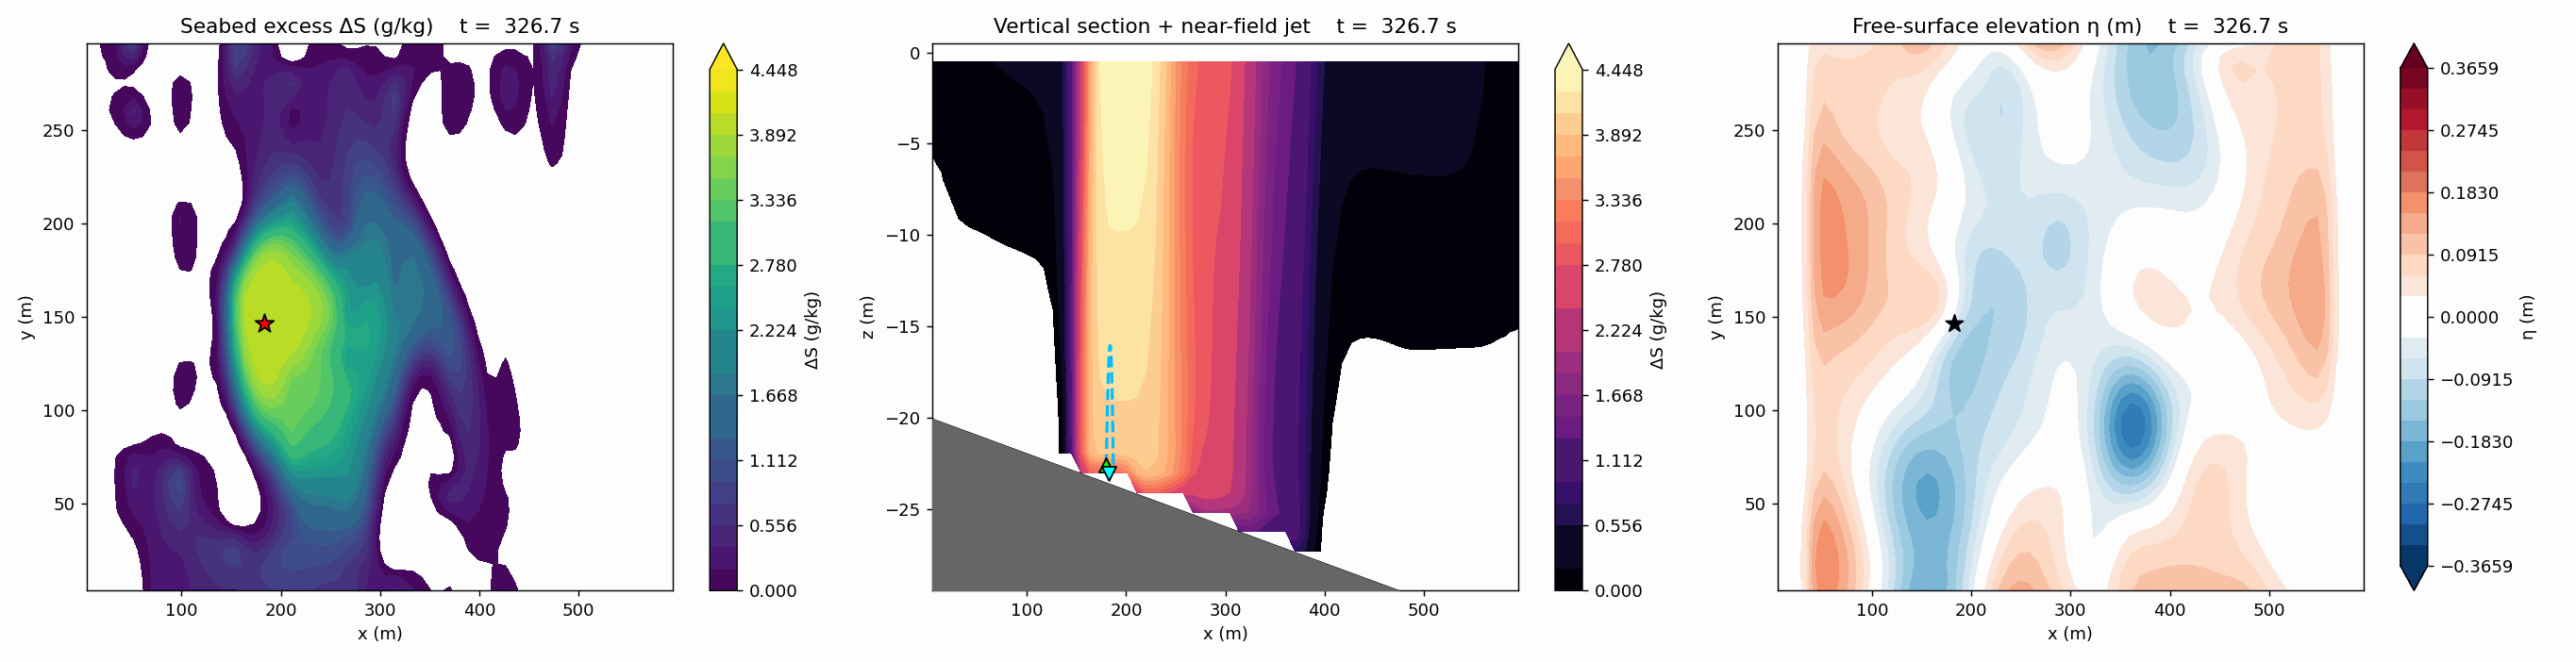 Seabed excess ΔS (g/kg)    t =  326.7 s
250
200
150
100
50
y (m)
100 200 300 400 500
x (m)
4.448
3.892
3.336
2.780
2.224
1.668
1.112
0.556
0.000
ΔS (g/kg)
Vertical section + near-field jet    t =  326.7 s
0
−5
−10
−15
−20
−25
z (m)
100 200 300 400 500
x (m)
4.448
3.892
3.336
2.780
2.224
1.668
1.112
0.556
0.000
ΔS (g/kg)
Free-surface elevation η (m)    t =  326.7 s
250
200
150
100
50
y (m)
100 200 300 400 500
x (m)
0.3659
0.2745
0.1830
0.0915
0.0000
−0.0915
−0.1830
−0.2745
−0.3659
η (m)